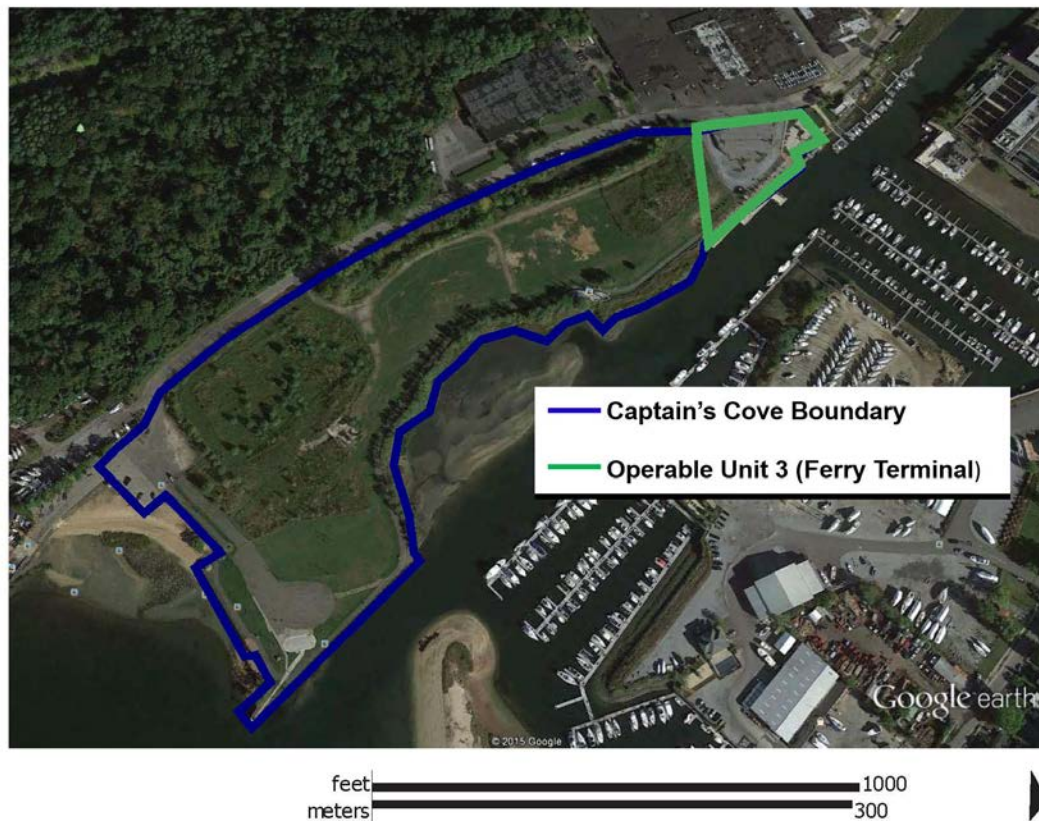 Captain's Cove Boundary
Operable Unit 3 (Ferry Terminal)
Google earth
© 2015 Google
feet 1000
meters 300